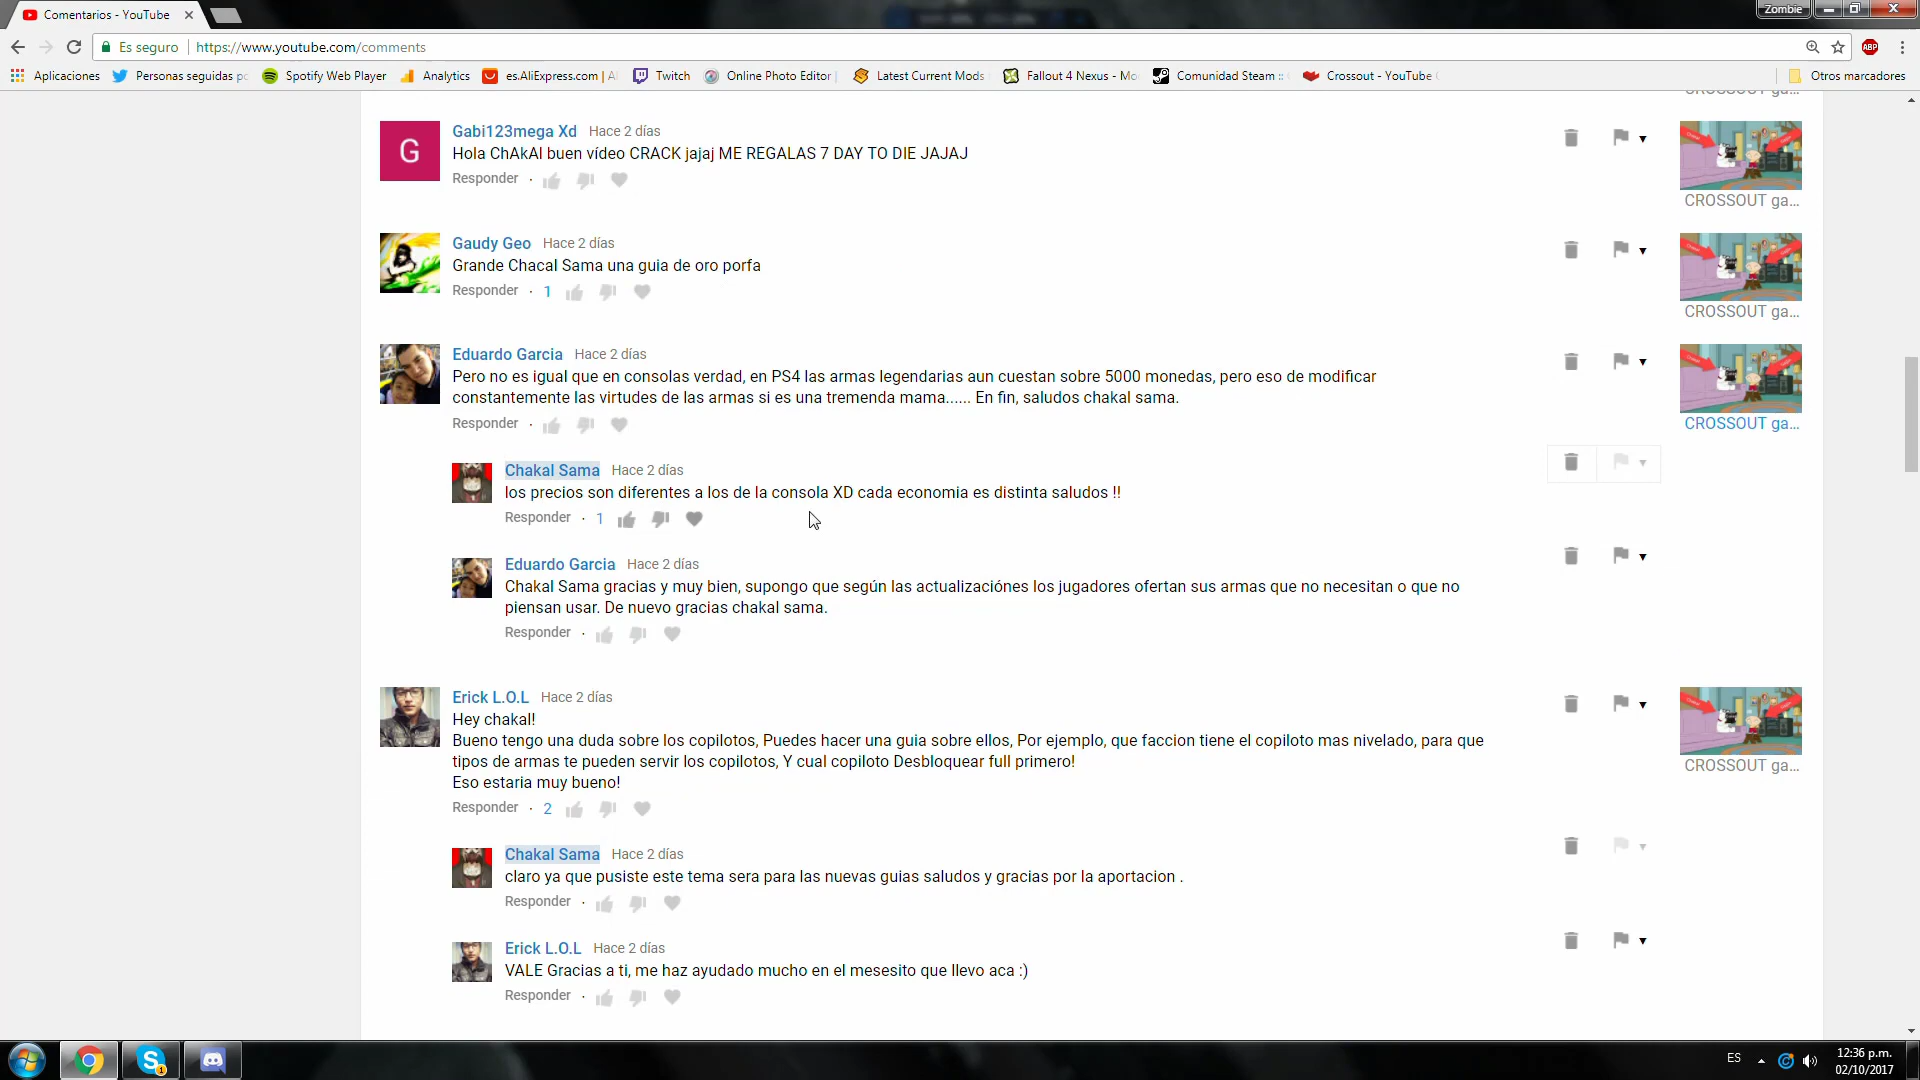 Comentarios - YouTube
Zombie
Es seguro
https://www.youtube.com/comments
ABP
Aplicaciones
Personas seguidas po
Spotify Web Player
Analytics
es.AliExpress.com | Al
Twitch
Online Photo Editor |
Latest Current Mods
Fallout 4 Nexus - Mo
Comunidad Steam ::
Crossout - YouTube
Otros marcadores
CROSSOUT ga...
Gabi123mega Xd Hace 2 días
Hola ChAkAl buen vídeo CRACK jajaj ME REGALAS 7 DAY TO DIE JAJAJ
Responder ·
G
CROSSOUT ga...
Gaudy Geo Hace 2 días
Grande Chacal Sama una guia de oro porfa
Responder · 1
CROSSOUT ga...
Eduardo Garcia Hace 2 días
Pero no es igual que en consolas verdad, en PS4 las armas legendarias aun cuestan sobre 5000 monedas, pero eso de modificar
constantemente las virtudes de las armas si es una tremenda mama...... En fin, saludos chakal sama.
Responder ·
CROSSOUT ga...
Chakal Sama Hace 2 días
los precios son diferentes a los de la consola XD cada economia es distinta saludos !!
Responder · 1
Eduardo Garcia Hace 2 días
Chakal Sama gracias y muy bien, supongo que según las actualizaciónes los jugadores ofertan sus armas que no necesitan o que no
piensan usar. De nuevo gracias chakal sama.
Responder ·
Erick L.O.L Hace 2 días
Hey chakal!
Bueno tengo una duda sobre los copilotos, Puedes hacer una guia sobre ellos, Por ejemplo, que faccion tiene el copiloto mas nivelado, para que
tipos de armas te pueden servir los copilotos, Y cual copiloto Desbloquear full primero!
Eso estaria muy bueno!
Responder · 2
CROSSOUT ga...
Chakal Sama Hace 2 días
claro ya que pusiste este tema sera para las nuevas guias saludos y gracias por la aportacion .
Responder ·
Erick L.O.L Hace 2 días
VALE Gracias a ti, me haz ayudado mucho en el mesesito que llevo aca :)
Responder ·
ES
12:36 p.m.
02/10/2017